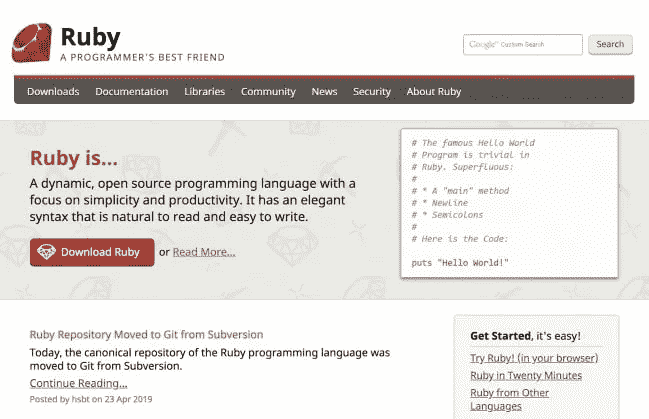 Ruby
A PROGRAMMER'S BEST FRIEND
Google™ Custom Search
Search
Downloads Documentation Libraries Community News Security About Ruby
Ruby is...
A dynamic, open source programming language with a
focus on simplicity and productivity. It has an elegant
syntax that is natural to read and easy to write.
Download Ruby or Read More...
# The famous Hello World
# Program is trivial in
# Ruby. Superfluous:
#
# * A "main" method
# * Newline
# * Semicolons
#
# Here is the Code:
puts "Hello World!"
Ruby Repository Moved to Git from Subversion
Today, the canonical repository of the Ruby programming language was
moved to Git from Subversion.
Continue Reading...
Posted by hsbt on 23 Apr 2019
Get Started, it's easy!
Try Ruby! (in your browser)
Ruby in Twenty Minutes
Ruby from Other
Languages